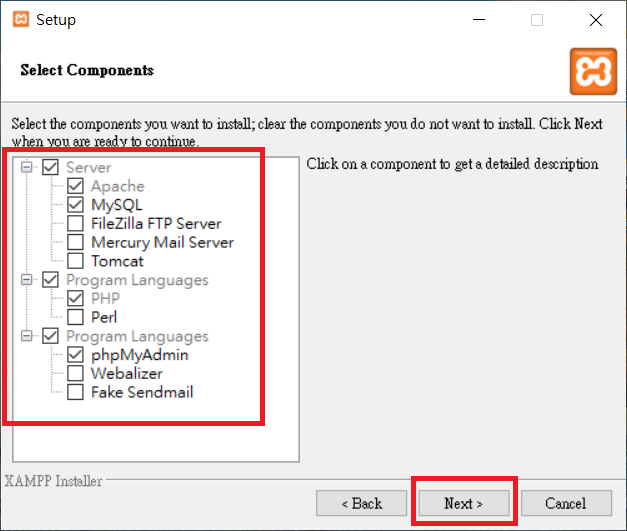 Setup
Select Components
Select the components you want to install; clear the components you do not want to install. Click Next
when you are ready to continue.
Server
Apache
MySQL
FileZilla FTP Server
Mercury Mail Server
Tomcat
Program Languages
PHP
Perl
Program Languages
phpMyAdmin
Webalizer
Fake Sendmail
Click on a component to get a detailed description
XAMPP Installer
< Back
Next >
Cancel